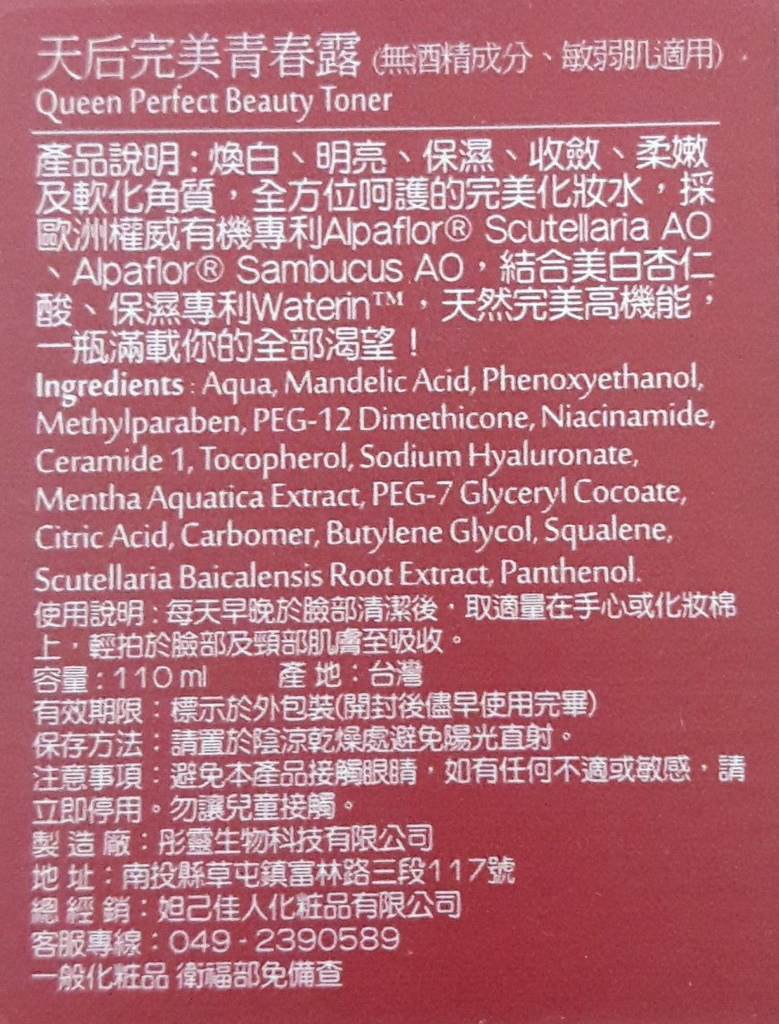 天后完美青春露(無酒精成分、敏弱肌適用)
Queen Perfect Beauty Toner
產品說明：煥白、明亮、保濕、收斂、柔嫩
及軟化角質，全方位呵護的完美化妝水，採
歐洲權威有機專利Alpaflor® Scutellaria AO
、Alpaflor® Sambucus AO，結合美白杏仁
酸、保濕專利Waterin™，天然完美高機能，
一瓶滿載你的全部渴望！
Ingredients : Aqua, Mandelic Acid, Phenoxyethanol,
Methylparaben, PEG-12 Dimethicone, Niacinamide,
Ceramide 1, Tocopherol, Sodium Hyaluronate,
Mentha Aquatica Extract, PEG-7 Glyceryl Cocoate,
Citric Acid, Carbomer, Butylene Glycol, Squalene,
Scutellaria Baicalensis Root Extract, Panthenol.
使用說明：每天早晚於臉部清潔後，取適量在手心或化妝棉
上，輕拍於臉部及頸部肌膚至吸收。
容量：110 ml 產地：台灣
有效期限：標示於外包裝(開封後儘早使用完畢)
保存方法：請置於陰涼乾燥處避免陽光直射。
注意事項：避免本產品接觸眼睛，如有任何不適或敏感，請
立即停用。勿讓兒童接觸。
製造廠：彤靈生物科技有限公司
地址：南投縣草屯鎮富林路三段117號
總經銷：妲己佳人化粧品有限公司
客服專線：049-2390589
一般化粧品 衛福部免備查